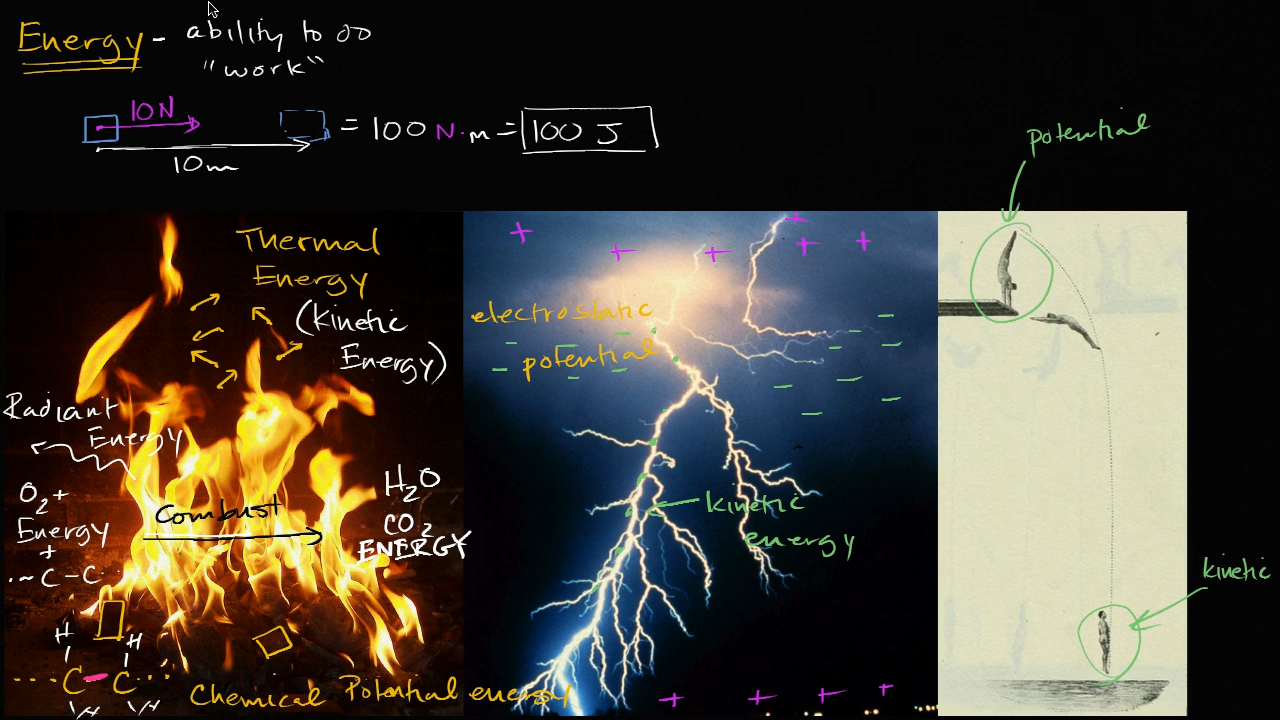 Energy - ability to do
"work"
10N
10m
= 100 N·m = 100 J
potential
Thermal
Energy
(kinetic
Energy)
Radiant
Energy
O₂ +
Energy
+
·~C-C
Combust
H₂O
CO₂
ENERGY
H
H
C - C
H
H
Chemical Potential energy
electrostatic
potential
kinetic
energy
kinetic